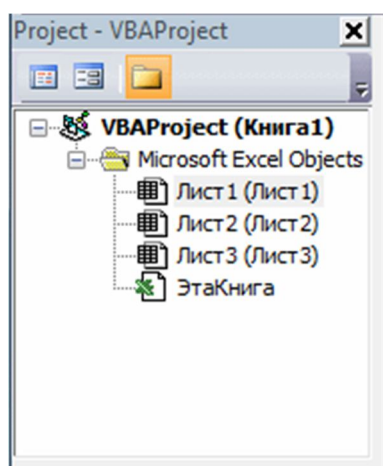 Project - VBAProject
VBAProject (Книга1)
Microsoft Excel Objects
Лист1 (Лист1)
Лист2 (Лист2)
Лист3 (Лист3)
ЭтаКнига